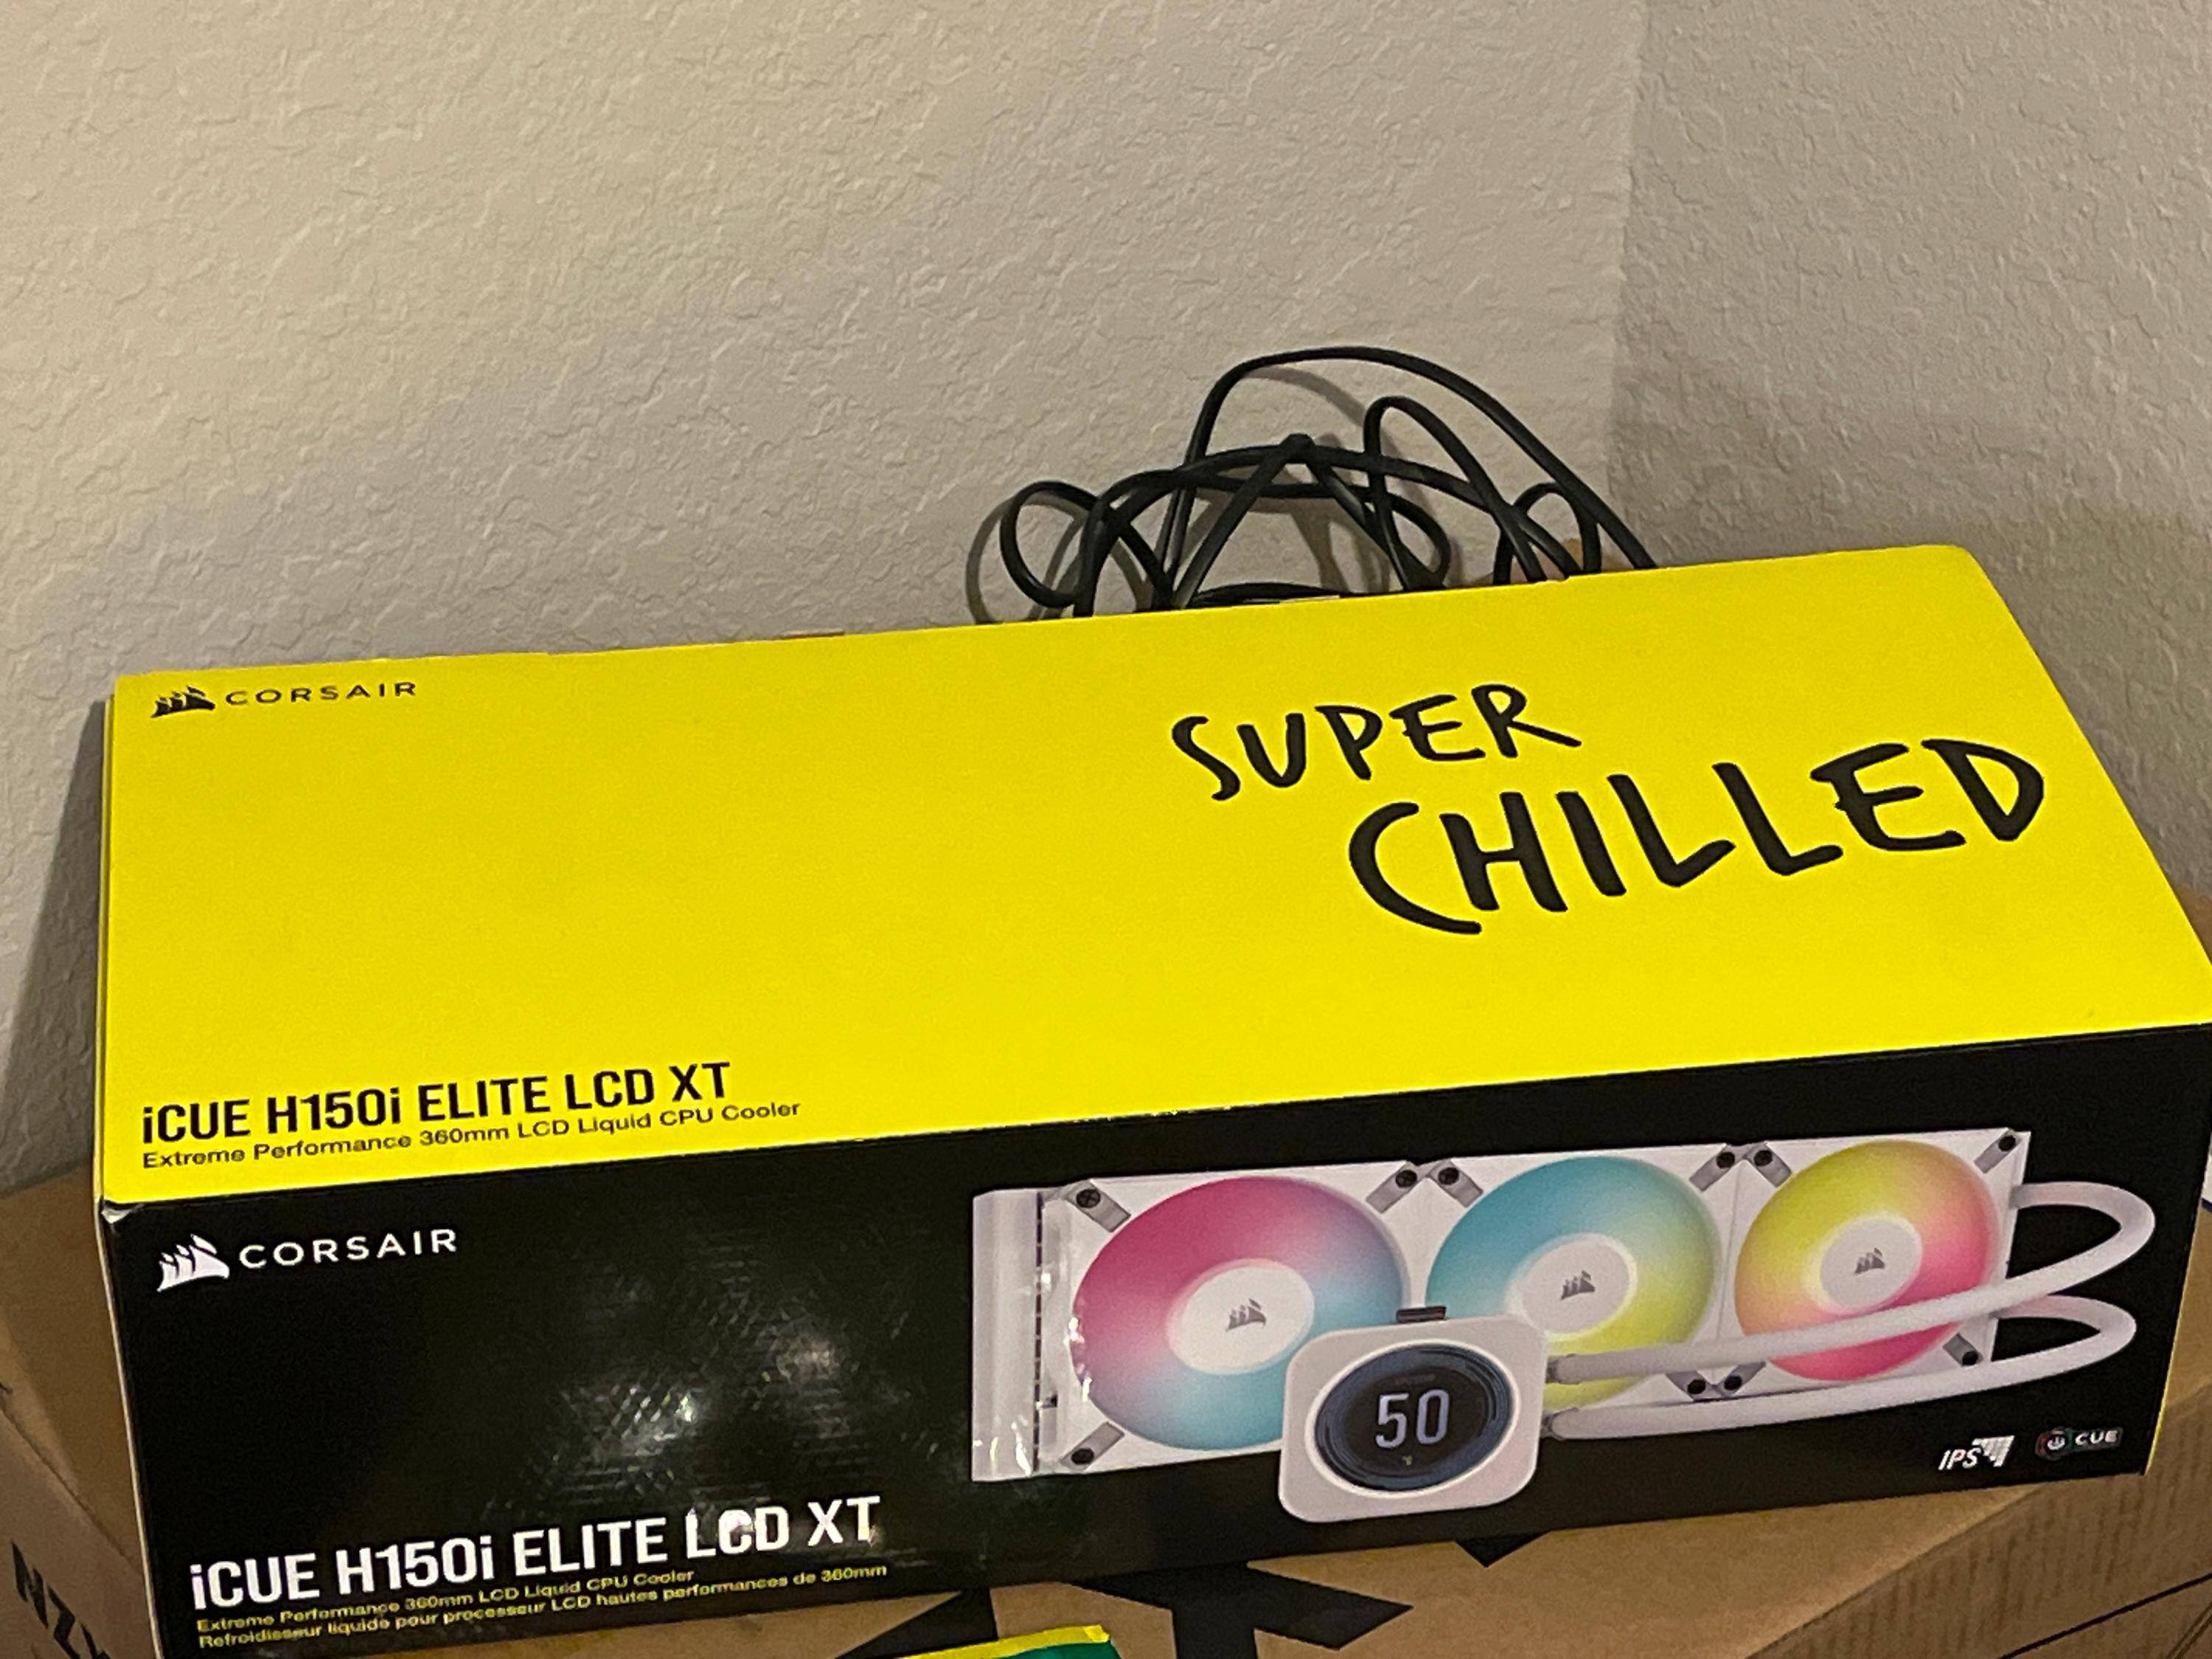 CORSAIR
SUPER
CHILLED
iCUE H150i ELITE LCD XT
Extreme Performance 360mm LCD Liquid CPU Cooler
CORSAIR
50
IPS
CUE
iCUE H150i ELITE LCD XT
Extreme Performance 360mm LCD Liquid CPU Cooler
Refroidisseur liquide pour processeur LCD hautes performances de 360mm